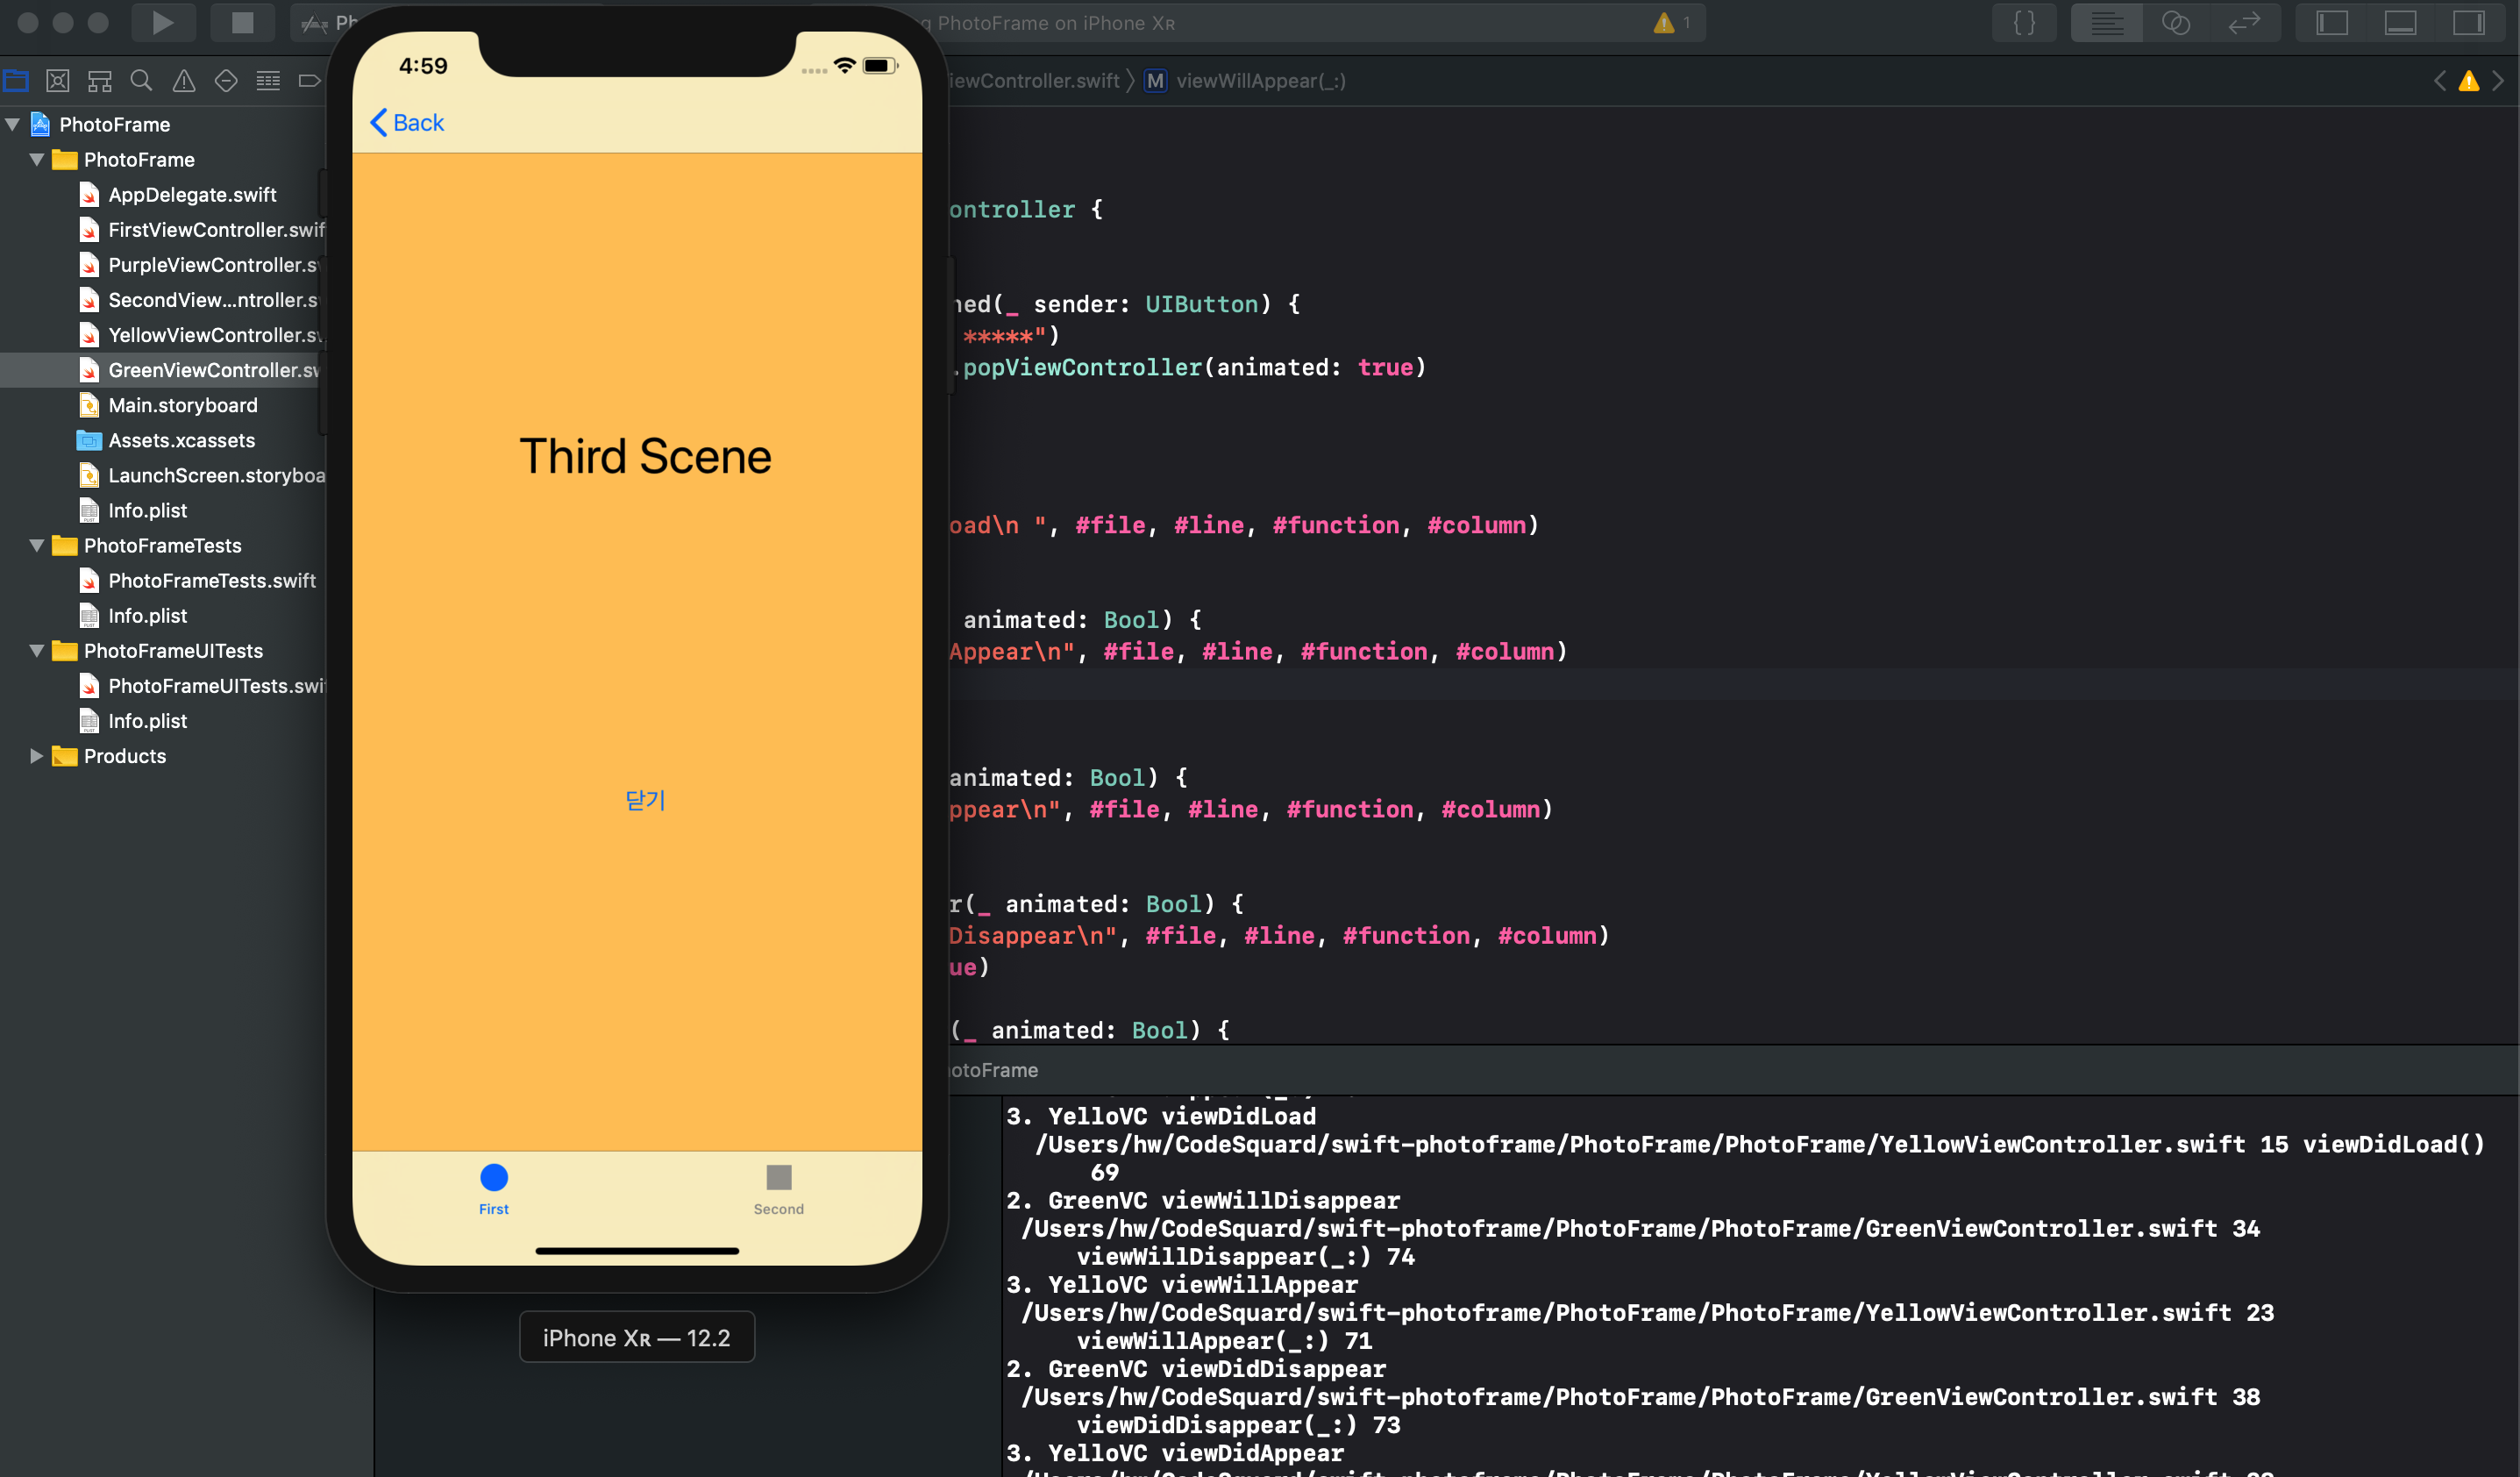 Ph
g PhotoFrame on iPhone Xʀ
1
{ }
iewController.swift
M viewWillAppear(_:)
PhotoFrame
PhotoFrame
AppDelegate.swift
FirstViewController.swif
PurpleViewController.s
SecondView...ntroller.s
YellowViewController.s
GreenViewController.sw
Main.storyboard
Assets.xcassets
LaunchScreen.storyboa
Info.plist
PhotoFrameTests
PhotoFrameTests.swift
Info.plist
PhotoFrameUITests
PhotoFrameUITests.swi
Info.plist
Products
4:59
Back
Third Scene
닫기
First
Second
iPhone Xʀ — 12.2
ontroller {
ned(_ sender: UIButton) {
*****")
.popViewController(animated: true)
oad\n ", #file, #line, #function, #column)
animated: Bool) {
Appear\n", #file, #line, #function, #column)
animated: Bool) {
ppear\n", #file, #line, #function, #column)
r(_ animated: Bool) {
Disappear\n", #file, #line, #function, #column)
ue)
(_ animated: Bool) {
otoFrame
3. YelloVC viewDidLoad
/Users/hw/CodeSquard/swift-photoframe/PhotoFrame/PhotoFrame/YellowViewController.swift 15 viewDidLoad()
69
2. GreenVC viewWillDisappear
/Users/hw/CodeSquard/swift-photoframe/PhotoFrame/PhotoFrame/GreenViewController.swift 34
viewWillDisappear(_:) 74
3. YelloVC viewWillAppear
/Users/hw/CodeSquard/swift-photoframe/PhotoFrame/PhotoFrame/YellowViewController.swift 23
viewWillAppear(_:) 71
2. GreenVC viewDidDisappear
/Users/hw/CodeSquard/swift-photoframe/PhotoFrame/PhotoFrame/GreenViewController.swift 38
viewDidDisappear(_:) 73
3. YelloVC viewDidAppear